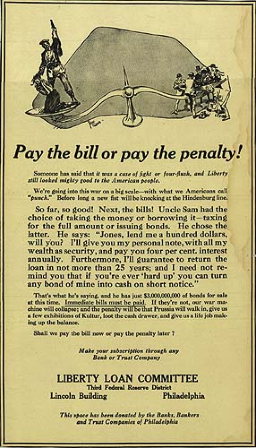 Pay the bill or pay the penalty!
Someone has said that it was a case of fight or four-flush, and Liberty
still looked mighty good to the American people.
We're going into this war on a big scale—with what we Americans call
"punch." Before long a new fist will be knocking at the Hindenburg line.
So far, so good! Next, the bills! Uncle Sam had the
choice of taking the money or borrowing it—taxing
for the full amount or issuing bonds. He chose the
latter. He says: "Jones, lend me a hundred dollars,
will you? I'll give you my personal note, with all my
wealth as security, and pay you four per cent. interest
annually. Furthermore, I'll guarantee to return the
loan in not more than 25 years; and I need not re-
mind you that if you're ever 'hard up' you can turn
any bond of mine into cash on short notice."
That's what he's saying, and he has just $3,000,000,000 of bonds for sale
at this time. Immediate bills must be paid. If they're not, our war ma-
chine will collapse; and the penalty will be that Prussia will walk in, give us
a few exhibitions of Kultur, loot the cash drawer, and give us a life job mak-
ing up the balance.
Shall we pay the bill now or pay the penalty later?
Make your subscription through any
Bank or Trust Company
LIBERTY LOAN COMMITTEE
Third Federal Reserve District
Lincoln Building Philadelphia
This space has been donated by the Banks, Bankers
and Trust Companies of Philadelphia